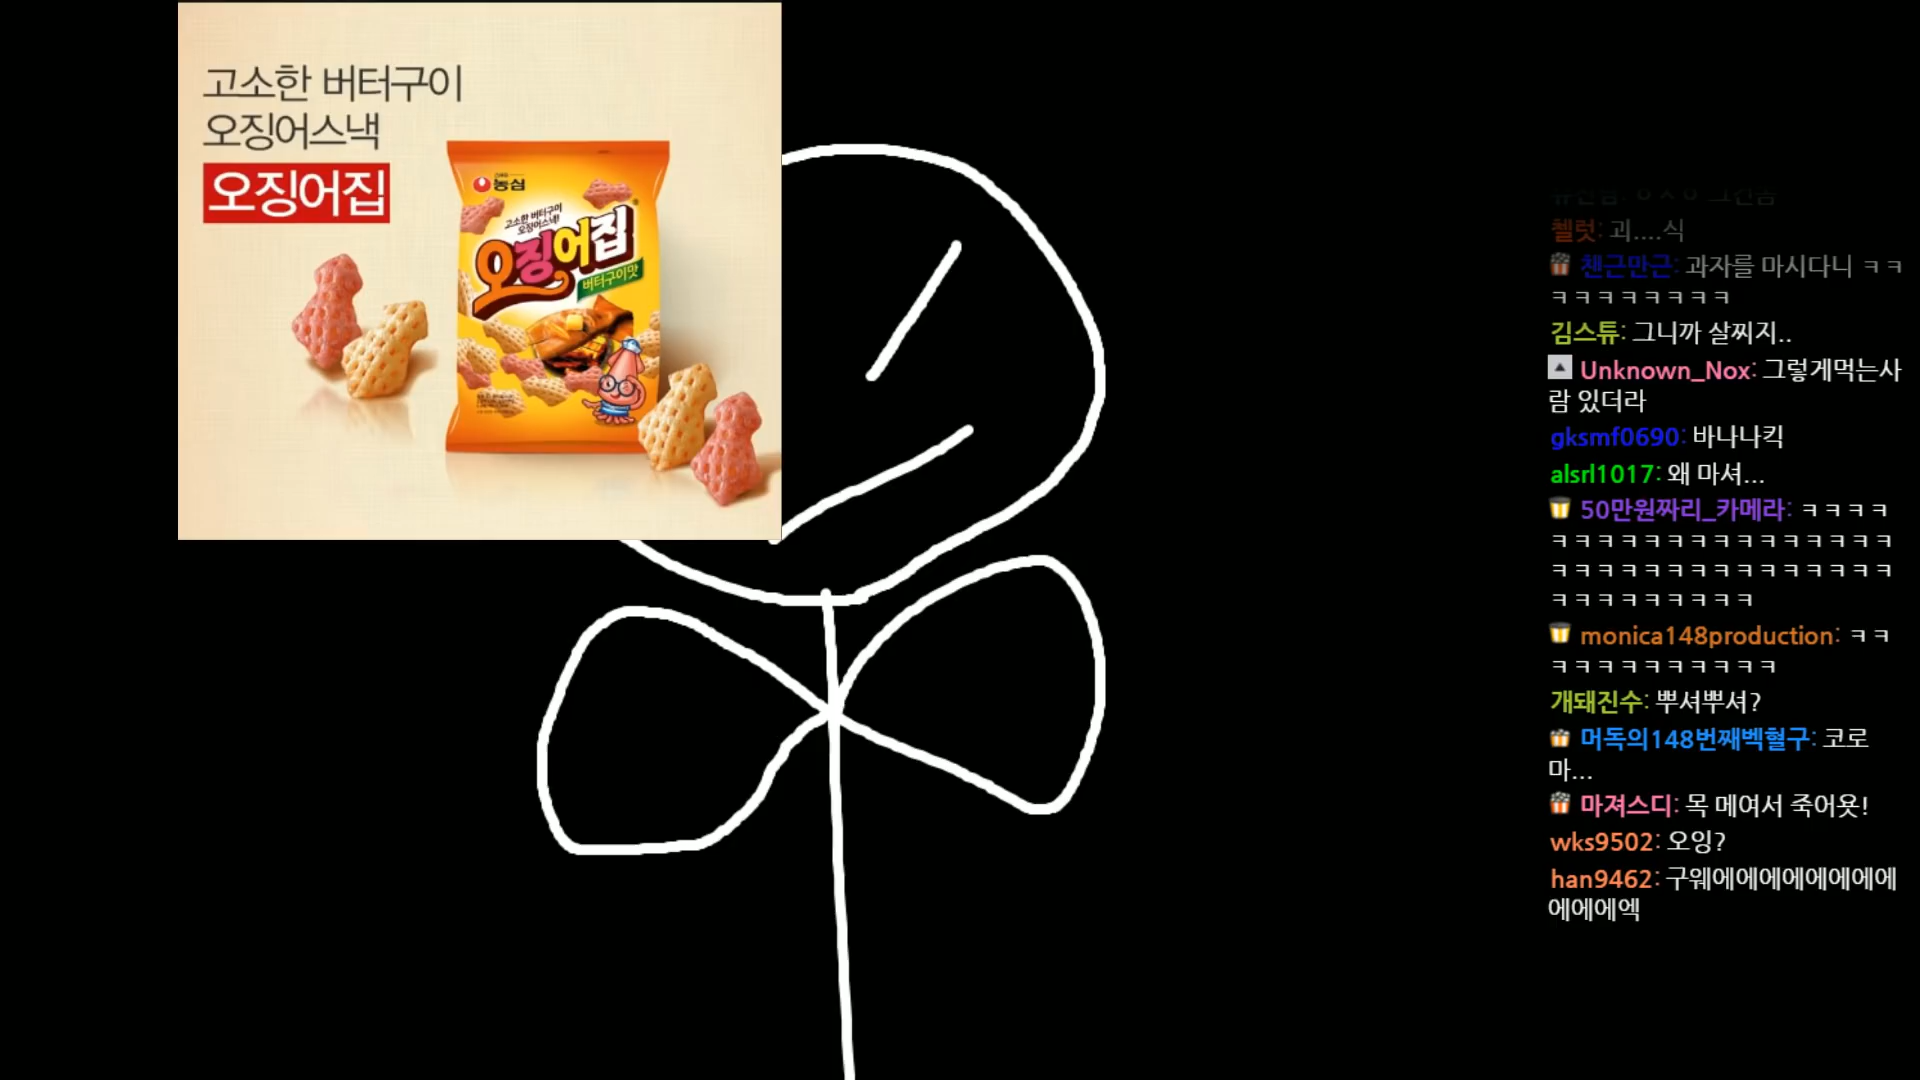 고소한 버터구이
오징어스낵
오징어집
농심
고소한 버터구이
오징어스낵!
오징어집
버터구이맛
첼럿: 괴....식
첸근만근: 과자를 마시다니 ㅋㅋ
ㅋㅋㅋㅋㅋㅋㅋㅋ
김스튜: 그니까 살찌지..
Unknown_Nox: 그렇게먹는사
람 있더라
gksmf0690: 바나나킥
alsrl1017: 왜 마셔...
50만원짜리_카메라: ㅋㅋㅋㅋ
ㅋㅋㅋㅋㅋㅋㅋㅋㅋㅋㅋㅋㅋㅋㅋ
ㅋㅋㅋㅋㅋㅋㅋㅋㅋㅋㅋㅋㅋㅋㅋ
ㅋㅋㅋㅋㅋㅋㅋㅋㅋ
monica148production: ㅋㅋ
ㅋㅋㅋㅋㅋㅋㅋㅋㅋㅋ
개돼진수: 뿌셔뿌셔?
머독의148번째벡혈구: 코로
마...
마져스디: 목 메여서 죽어욧!
wks9502: 오잉?
han9462: 구웨에에에에에에에에
에에에엑